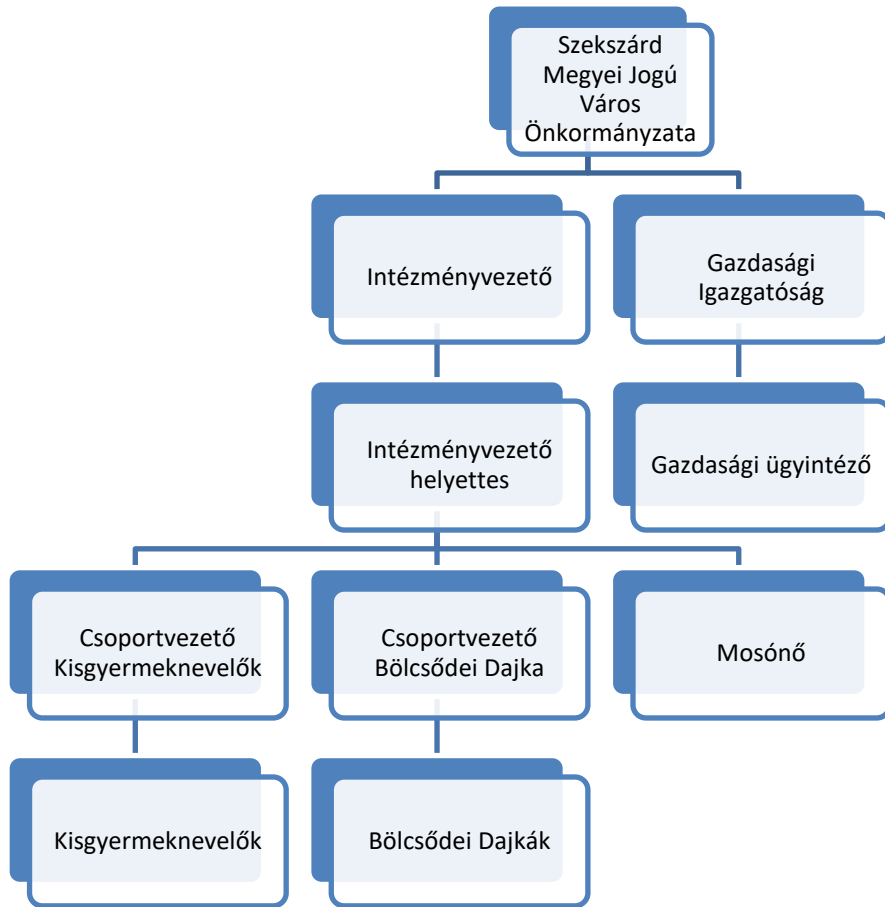 Szekszárd
Megyei Jogú
Város
Önkormányzata
Intézményvezető
Gazdasági
Igazgatóság
Intézményvezető
helyettes
Gazdasági ügyintéző
Csoportvezető
Kisgyermeknevelők
Csoportvezető
Bölcsődei Dajka
Mosónő
Kisgyermeknevelők
Bölcsődei Dajkák